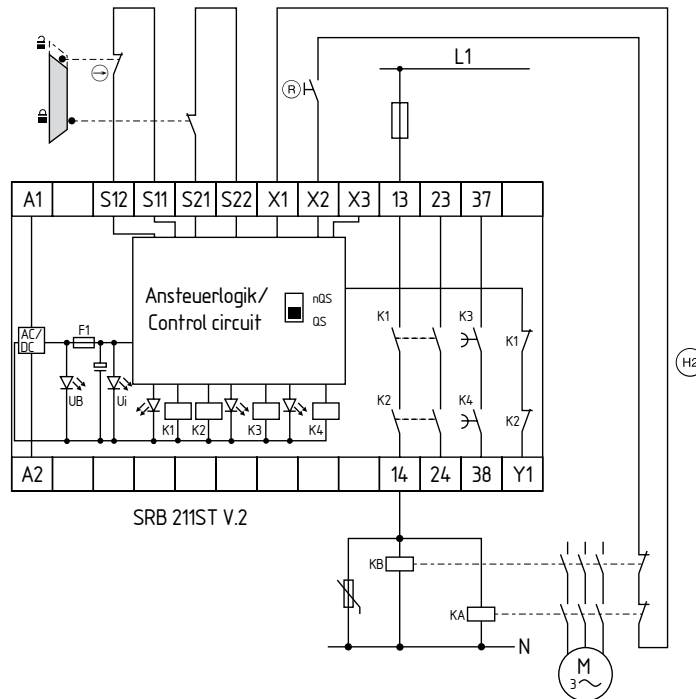 L1
R
A1 S12 S11 S21 S22 X1 X2 X3 13 23 37
Ansteuerlogik/
Control circuit
nQS
QS
AC/
DC
F1
UB
Ui
K1
K2
K3
K4
K1
K3
K1
K2
K4
K2
H2
A2 14 24 38 Y1
SRB 211ST V.2
KB
KA
N
M
3